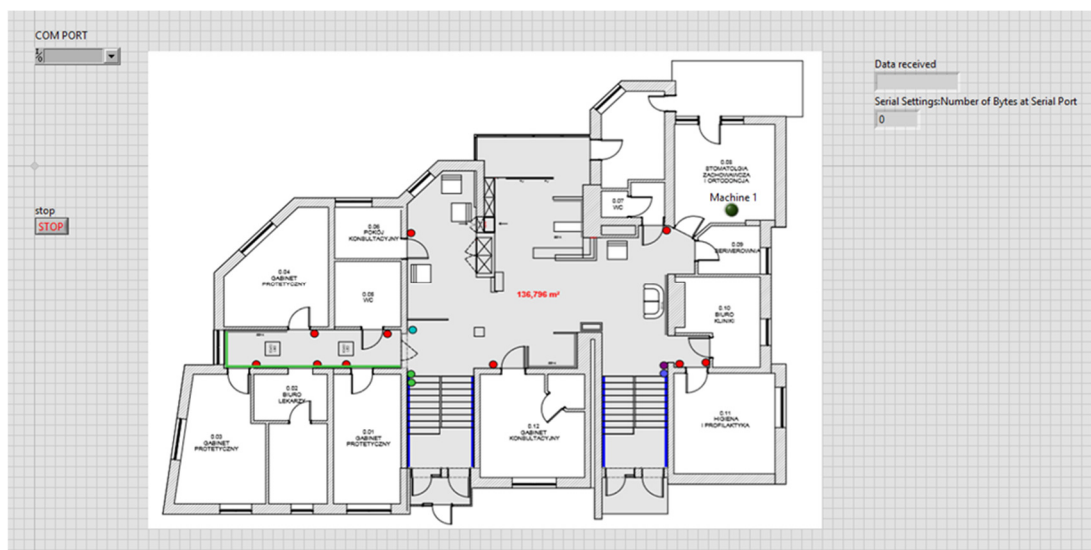 COM PORT
Data received
Serial Settings:Number of Bytes at Serial Port
0
stop
STOP
0.08
STOMATOLGIA
ZACHOWAWCZA
I ORTODONCJA
Machine 1
0.07
WC
0.06
POKÓJ
KONSULTACYJNY
0.09
SERWEROWNIA
0.04
GABINET
PROTETYCZNY
0.05
WC
136,796 m²
0.10
BIURO
KLINIKI
0.02
BIURO
LEKARZY
0.03
GABINET
PROTETYCZNY
0.01
GABINET
PROTETYCZNY
0.12
GABINET
KONSULTACYJNY
0.11
HIGIENA
I PROFILAKTYKA